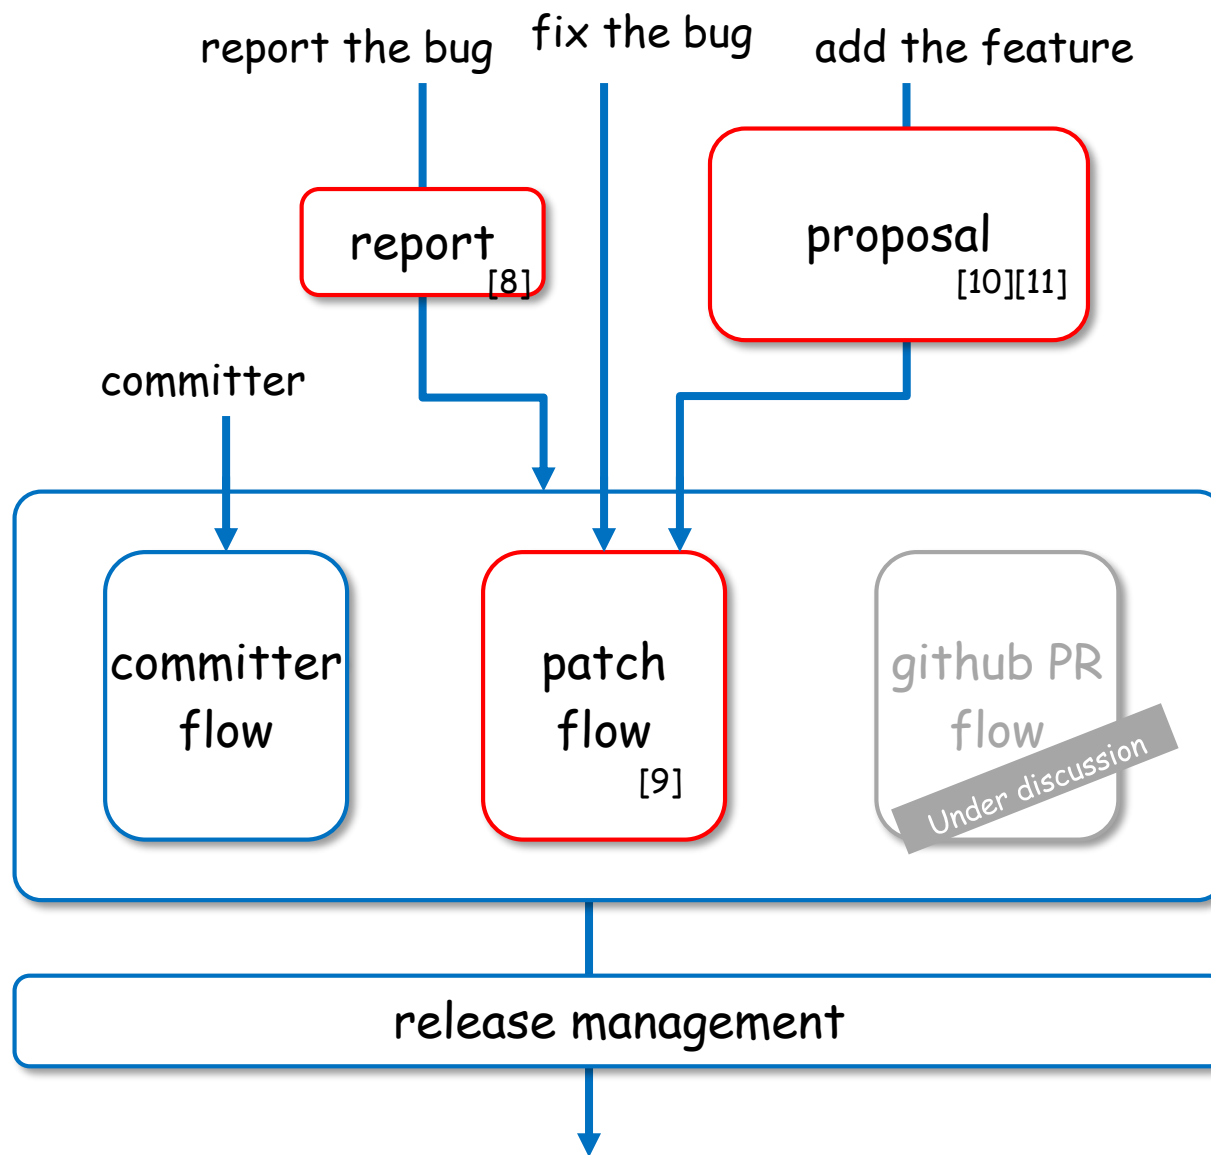 report the bug
fix the bug
add the feature
report
[8]
proposal
[10][11]
committer
committer
flow
patch
flow
[9]
github PR
flow
Under discussion
release management